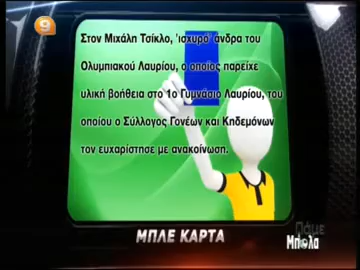 9
Στον Μιχάλη Τσίκλο, 'ισχυρό' άνδρα του
Ολυμπιακού Λαυρίου, ο οποίος παρείχε
υλική βοήθεια στο 1ο Γυμνάσιο Λαυρίου, του
οποίου ο Σύλλογος Γονέων και Κηδεμόνων
τον ευχαρίστησε με ανακοίνωση.
ΜΠΛΕ ΚΑΡΤΑ
Πάμε
Μπάλα